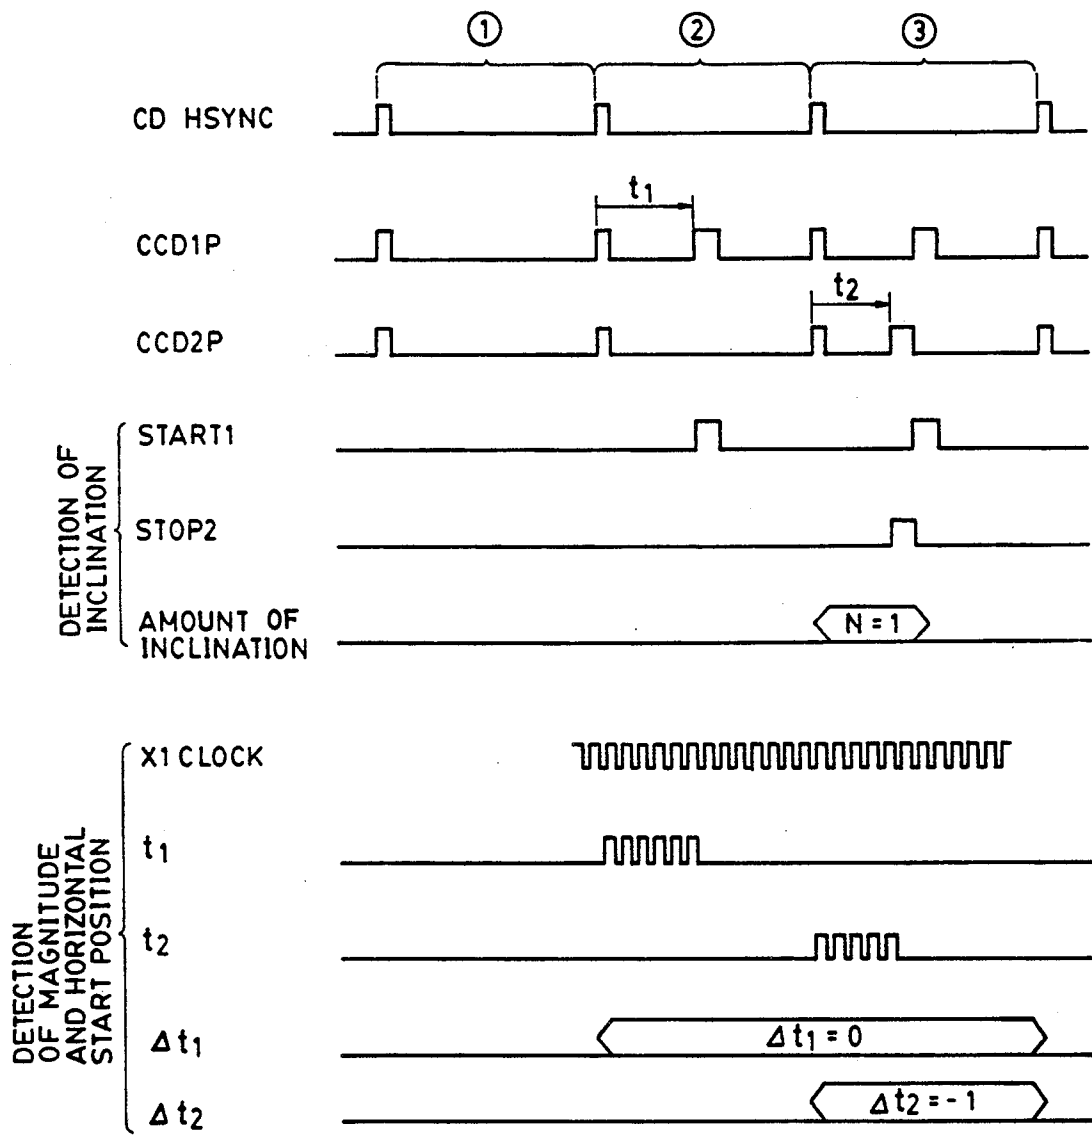 ① ② ③
CD HSYNC
t1
CCD1P
t2
CCD2P
DETECTION OF
INCLINATION
START1
STOP2
AMOUNT OF
INCLINATION
N = 1
DETECTION
OF MAGNITUDE
AND HORIZONTAL
START POSITION
X1 CLOCK
t1
t2
Δt1
Δt1 = 0
Δt2
Δt2 = -1